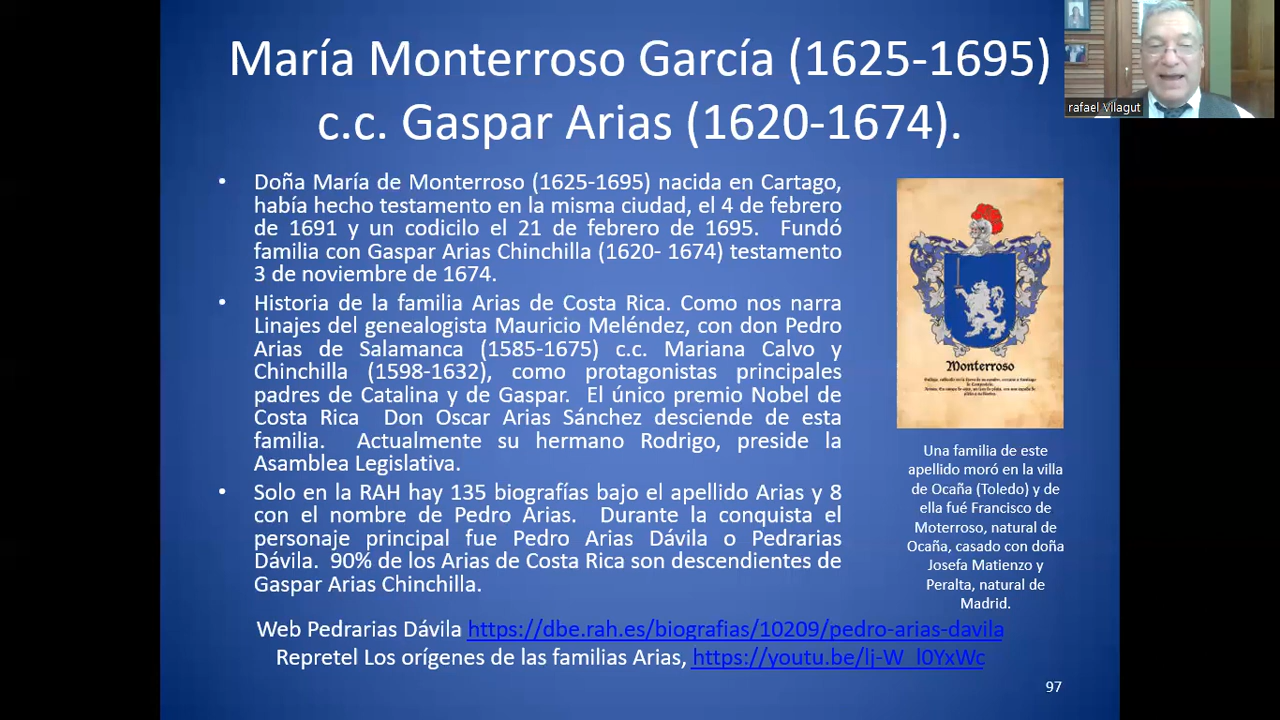 María Monterroso García (1625-1695)
c.c. Gaspar Arias (1620-1674).
rafael Vilagut
• Doña María de Monterroso (1625-1695) nacida en Cartago,
había hecho testamento en la misma ciudad, el 4 de febrero
de 1691 y un codicilo el 21 de febrero de 1695. Fundó
familia con Gaspar Arias Chinchilla (1620- 1674) testamento
3 de noviembre de 1674.
• Historia de la familia Arias de Costa Rica. Como nos narra
Linajes del genealogista Mauricio Meléndez, con don Pedro
Arias de Salamanca (1585-1675) c.c. Mariana Calvo y
Chinchilla (1598-1632), como protagonistas principales
padres de Catalina y de Gaspar. El único premio Nobel de
Costa Rica Don Oscar Arias Sánchez desciende de esta
familia. Actualmente su hermano Rodrigo, preside la
Asamblea Legislativa.
• Solo en la RAH hay 135 biografías bajo el apellido Arias y 8
con el nombre de Pedro Arias. Durante la conquista el
personaje principal fue Pedro Arias Dávila o Pedrarias
Dávila. 90% de los Arias de Costa Rica son descendientes de
Gaspar Arias Chinchilla.
Monterroso
Una familia de este
apellido moró en la villa
de Ocaña (Toledo) y de
ella fué Francisco de
Moterroso, natural de
Ocaña, casado con doña
Josefa Matienzo y
Peralta, natural de
Madrid.
Web Pedrarias Dávila https://dbe.rah.es/biografias/10209/pedro-arias-davila
Repretel Los orígenes de las familias Arias, https://youtu.be/lj-W_l0YxWc
97